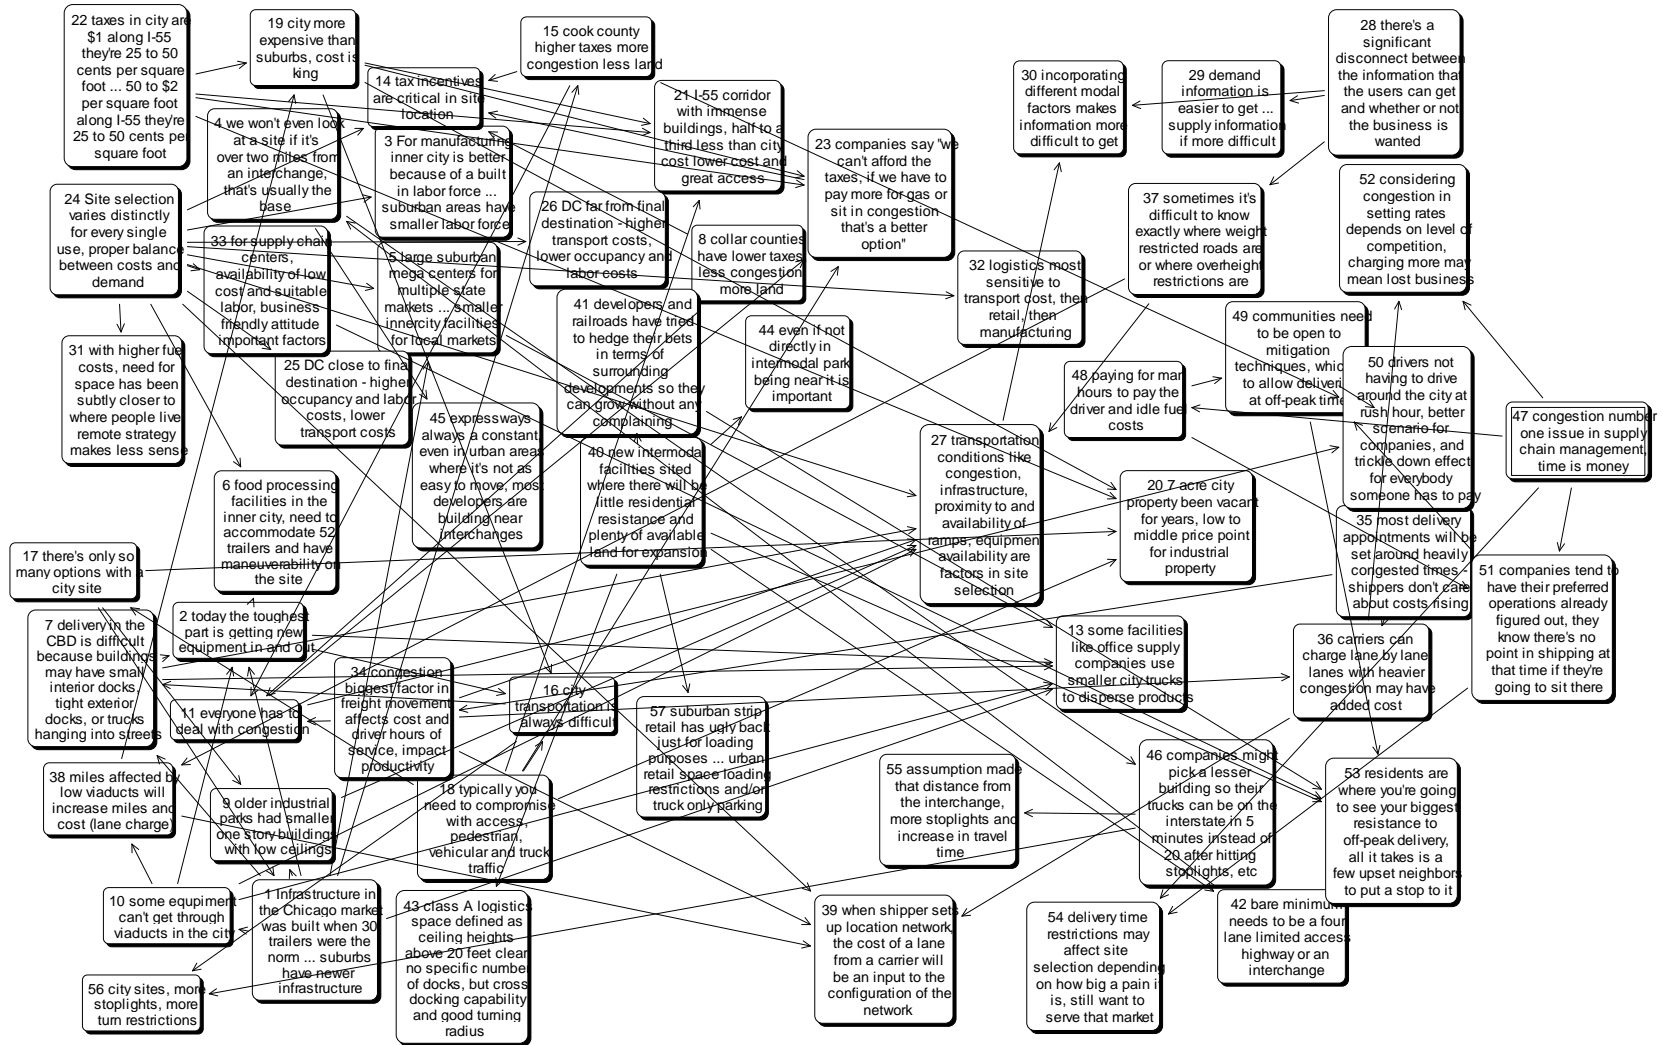 22 taxes in city are
$1 along I-55
they're 25 to 50
cents per square
foot ... 50 to $2
per square foot
along I-55 they're
25 to 50 cents per
square foot
19 city more
expensive than
suburbs, cost is
king
15 cook county
higher taxes more
congestion less land
14 tax incentives
are critical in site
location
21 I-55 corridor
with immense
buildings, half to a
third less than city
cost lower cost and
great access
30 incorporating
different modal
factors makes
information more
difficult to get
29 demand
information is
easier to get ...
supply information
if more difficult
28 there's a
significant
disconnect between
the information that
the users can get
and whether or not
the business is
wanted
4 we won't even look
at a site if it's
over two miles from
an interchange,
that's usually the
base
3 For manufacturing
inner city is better
because of a built
in labor force ...
suburban areas have
smaller labor force
23 companies say "we
can't afford the
taxes, if we have to
pay more for gas or
sit in congestion
that's a better
option"
52 considering
congestion in
setting rates
depends on level of
competition,
charging more may
mean lost business
24 Site selection
varies distinctly
for every single
use, proper balance
between costs and
demand
26 DC far from final
destination - higher
transport costs,
lower occupancy and
labor costs
37 sometimes it's
difficult to know
exactly where weight
restricted roads are
or where overheight
restrictions are
33 for supply chain
centers,
availability of low
cost and suitable
labor, business
friendly attitude
important factors
5 large suburban
mega centers for
multiple state
markets ... smaller
innercity facilities
for local markets
8 collar counties
have lower taxes
less congestion
more land
32 logistics most
sensitive to
transport cost, then
retail, then
manufacturing
41 developers and
railroads have tried
to hedge their bets
in terms of
surrounding
developments so they
can grow without any
complaining
44 even if not
directly in
intermodal park
being near it is
important
49 communities need
to be open to
mitigation
techniques,
to allow
at off-peak
31 with higher fuel
costs, need for
space has been
subtly closer to
where people live
remote strategy
makes less sense
25 DC close to final
destination - higher
occupancy and labor
costs, lower
transport costs
48 paying for man
hours to pay the
driver and idle fuel
costs
50 drivers not
having to drive
around the city at
rush hour, better
scenario for
companies, and
trickle down effect
for everybody
someone has to pay
45 expressways
always a constant,
even in urban areas
where it's not as
easy to move, most
developers are
building near
interchanges
47 congestion number
one issue in supply
chain management,
time is money
27 transportation
conditions like
congestion,
infrastructure,
proximity to and
availability of
ramps, equipment
availability are
factors in site
selection
40 new intermodal
facilities sited
where there will be
little residential
resistance and
plenty of available
land for expansion
6 food processing
facilities in the
inner city, need to
accommodate 52
trailers and have
maneuverability on
the site
20 7 acre city
property been vacant
for years, low to
middle price point
for industrial
property
35 most delivery
appointments will be
set around heavily
congested times -
shippers don't care
about costs rising
17 there's only so
many options with a
city site
51 companies tend to
have their preferred
operations already
figured out, they
know there's no
point in shipping at
that time if they're
going to sit there
2 today the toughest
part is getting new
equipment in and out
7 delivery in the
CBD is difficult
because buildings
may have small
interior docks,
tight exterior
docks, or trucks
hanging into streets
13 some facilities
like office supply
companies use
smaller city trucks
to disperse products
36 carriers can
charge lane by lane
lanes with heavier
congestion may have
added cost
34 congestion
biggest factor in
freight movement
affects cost and
driver hours of
service, impact
productivity
16 city
transportation is
always difficult
11 everyone has to
deal with congestion
57 suburban strip
retail has ugly back
just for loading
purposes ... urban
retail space loading
restrictions and/or
truck only parking
46 companies might
pick a lesser
building so their
trucks can be on the
interstate in 5
minutes instead of
20 after hitting
stoplights, etc
55 assumption made
that distance from
the interchange,
more stoplights and
increase in travel
time
53 residents are
where you're going
to see your biggest
resistance to
off-peak delivery,
all it takes is a
few upset neighbors
to put a stop to it
38 miles affected by
low viaducts will
increase miles and
cost (lane charge)
9 older industrial
parks had smaller
one story buildings
with low ceilings
18 typically you
need to compromise
with access,
pedestrian,
vehicular and truck
traffic
10 some equpiment
can't get through
viaducts in the city
1 Infrastructure in
the Chicago market
was built when 30
trailers were the
norm ... suburbs
have newer
infrastructure
43 class A logistics
space defined as
ceiling heights
above 20 feet clear
no specific number
of docks, but cross
docking capability
and good turning
radius
39 when shipper sets
up location network,
the cost of a lane
from a carrier will
be an input to the
configuration of the
network
54 delivery time
restrictions may
affect site
selection depending
on how big a pain it
is, still want to
serve that market
42 bare minimum
needs to be a four
lane limited access
highway or an
interchange
56 city sites, more
stoplights, more
turn restrictions